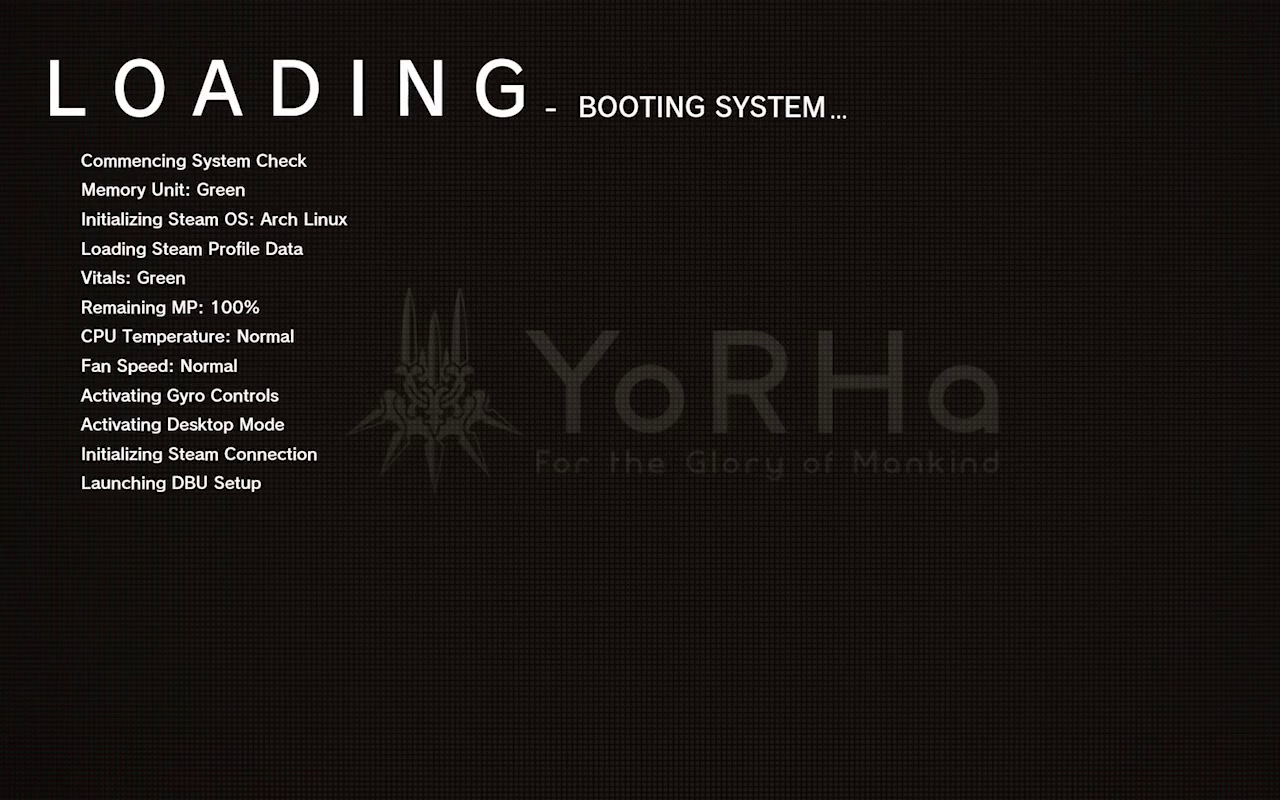 LOADING - BOOTING SYSTEM...
Commencing System Check
Memory Unit: Green
Initializing Steam OS: Arch Linux
Loading Steam Profile Data
Vitals: Green
Remaining MP: 100%
CPU Temperature: Normal
Fan Speed: Normal
Activating Gyro Controls
Activating Desktop Mode
Initializing Steam Connection
Launching DBU Setup
YoRHa
For the Glory of Mankind